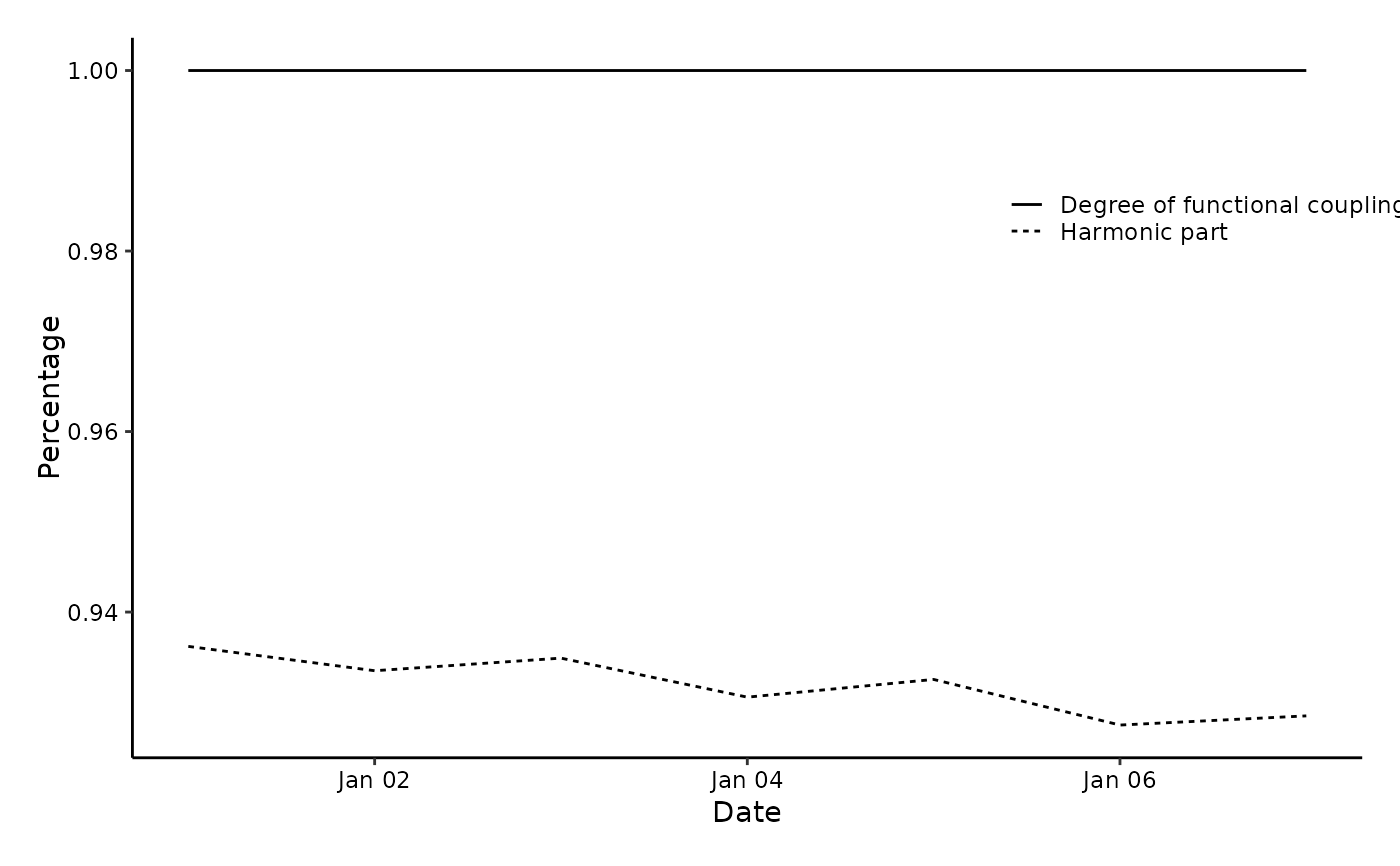 1.00
Degree of functional coupling
Harmonic part
0.98
Percentage
0.96
0.94
Jan 02 Jan 04 Jan 06
Date